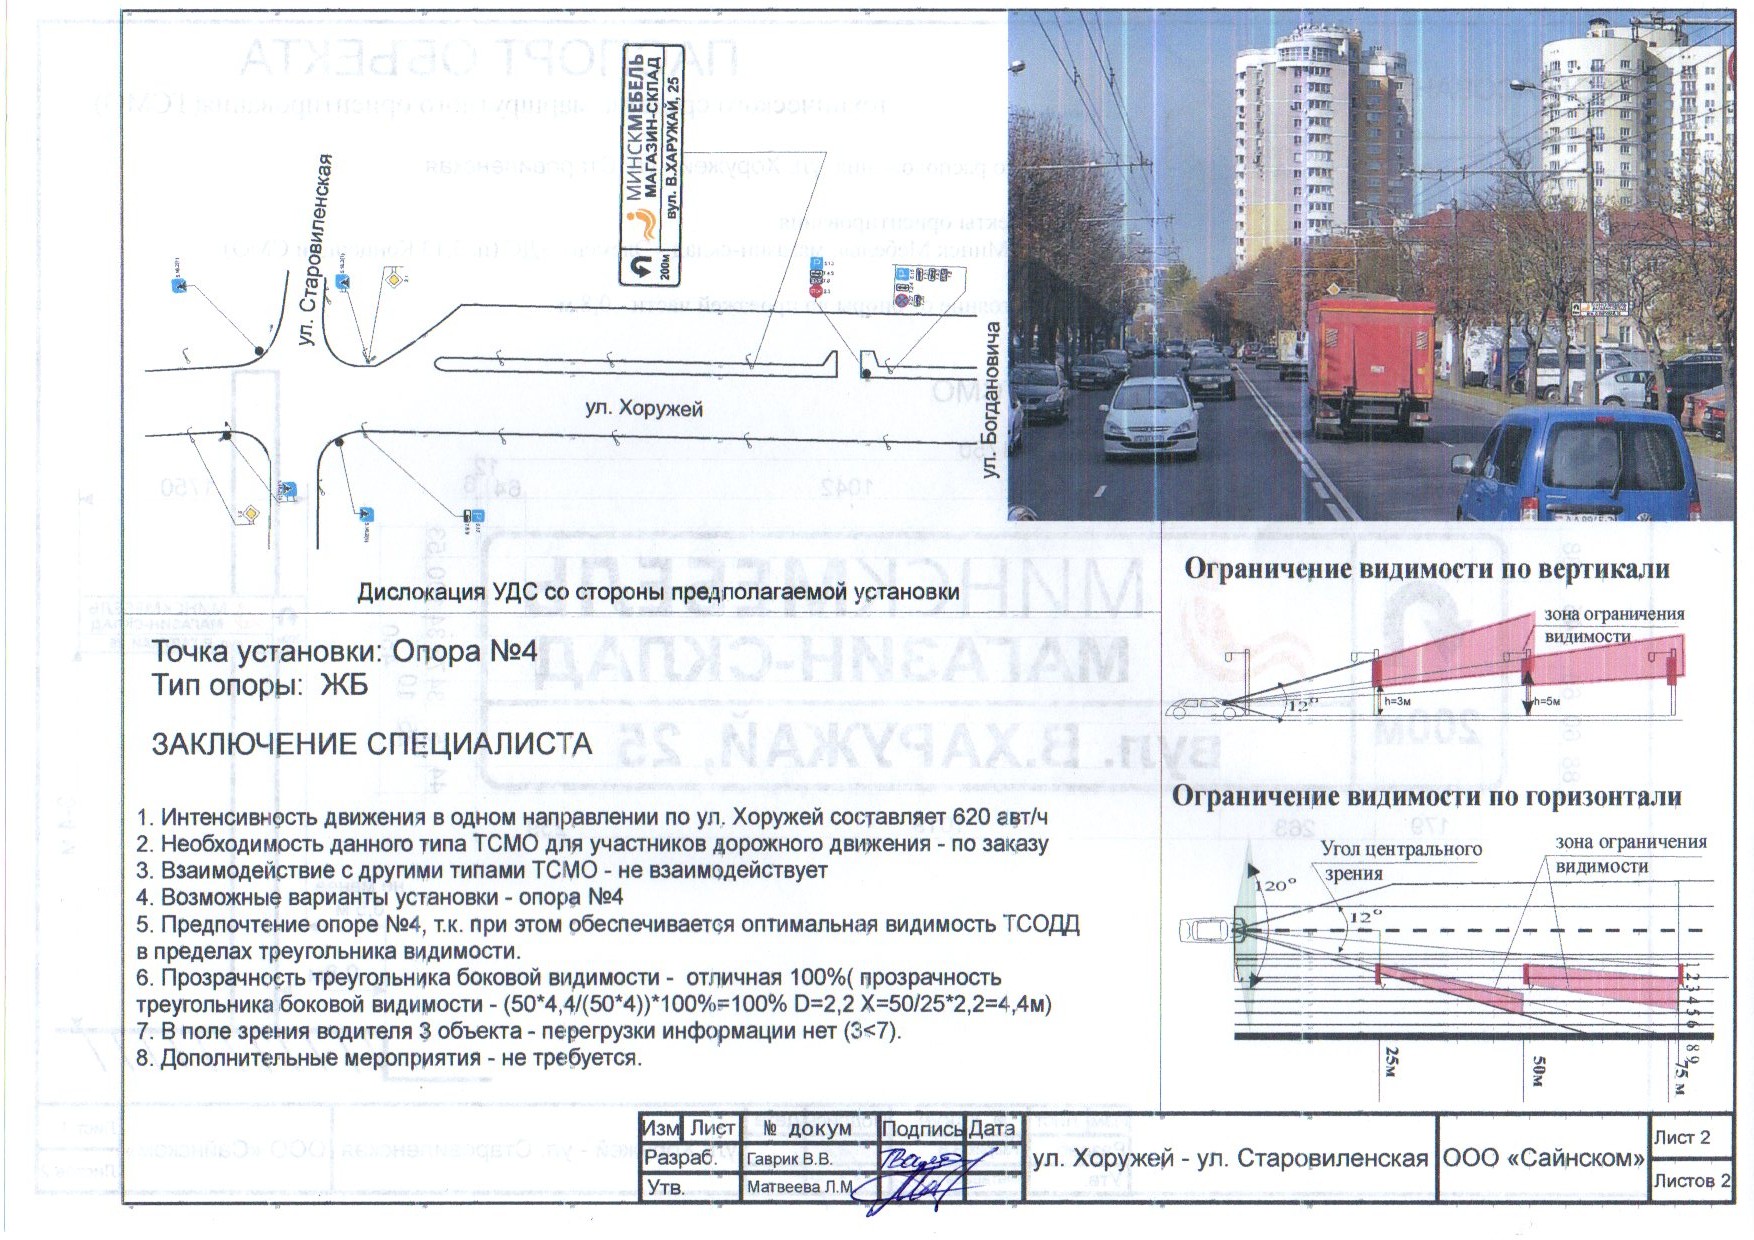 МИНСКМЕБЕЛЬ
МАГАЗИН-СКЛАД
200м
вул. В.ХАРУЖАЙ 25
ул. Старовиленская
ул. Хоружей
ул. Богдановича
Дислокация УДС со стороны предполагаемой установки
Точка установки: Опора №4
Тип опоры: ЖБ
ЗАКЛЮЧЕНИЕ СПЕЦИАЛИСТА
1. Интенсивность движения в одном направлении по ул. Хоружей составляет 620 авт/ч
2. Необходимость данного типа ТСМО для участников дорожного движения - по заказу
3. Взаимодействие с другими типами ТСМО - не взаимодействует
4. Возможные варианты установки - опора №4
5. Предпочтение опоре №4, т.к. при этом обеспечивается оптимальная видимость ТСОДД
в пределах треугольника видимости.
6. Прозрачность треугольника боковой видимости - отличная 100%( прозрачность
треугольника боковой видимости - (50*4,4/(50*4))*100%=100% D=2,2 X=50/25*2,2=4,4м)
7. В поле зрения водителя 3 объекта - перегрузки информации нет (3<7).
8. Дополнительные мероприятия - не требуется.
Ограничение видимости по вертикали
зона ограничения
видимости
12°
h=3м
h=5м
Ограничение видимости по горизонтали
Угол центрального
зрения
зона ограничения
видимости
120°
12°
1
2
3
4
5
6
8
9
25м
50м
75 м
Изм Лист № докум Подпись Дата
Разраб. Гаврик В.В.
Утв. Матвеева Л.М.
ул. Хоружей - ул. Старовиленская
ООО «Сайнском»
Лист 2
Листов 2